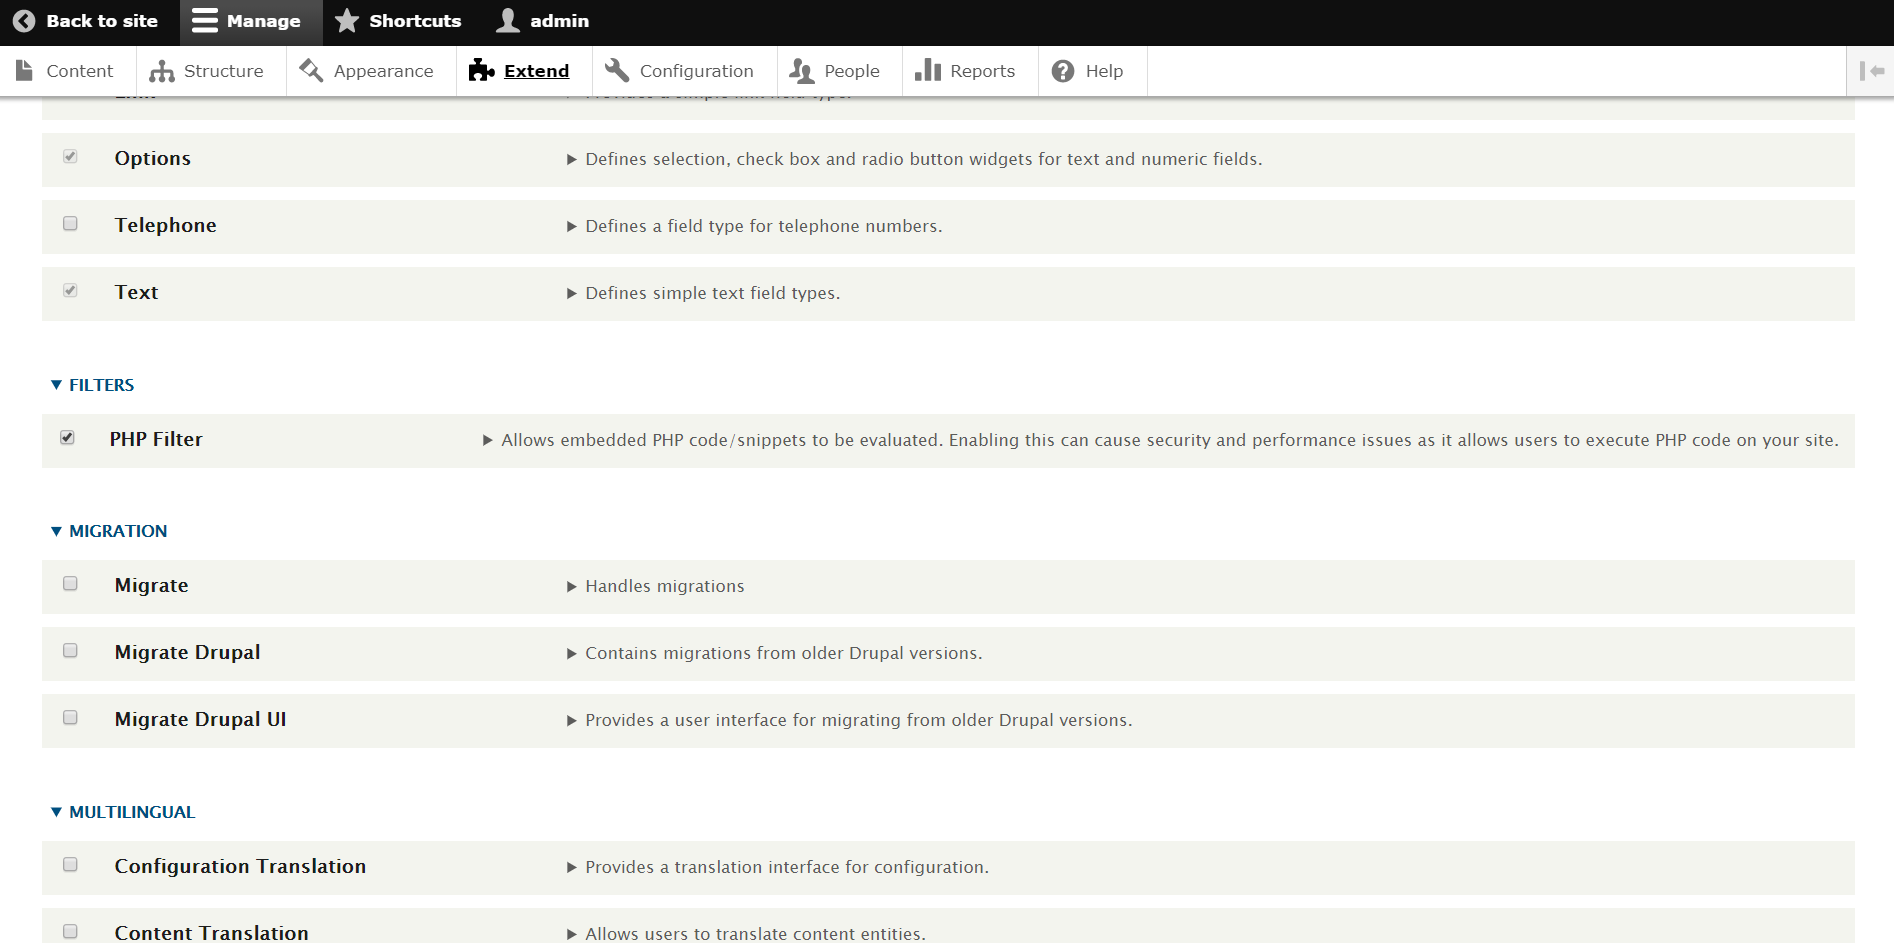 Back to site Manage Shortcuts admin
Content Structure Appearance Extend Configuration People Reports Help
Options Defines selection, check box and radio button widgets for text and numeric fields.
Telephone Defines a field type for telephone numbers.
Text Defines simple text field types.
FILTERS
PHP Filter Allows embedded PHP code/snippets to be evaluated. Enabling this can cause security and performance issues as it allows users to execute PHP code on your site.
MIGRATION
Migrate Handles migrations
Migrate Drupal Contains migrations from older Drupal versions.
Migrate Drupal UI Provides a user interface for migrating from older Drupal versions.
MULTILINGUAL
Configuration Translation Provides a translation interface for configuration.
Content Translation Allows users to translate content entities.